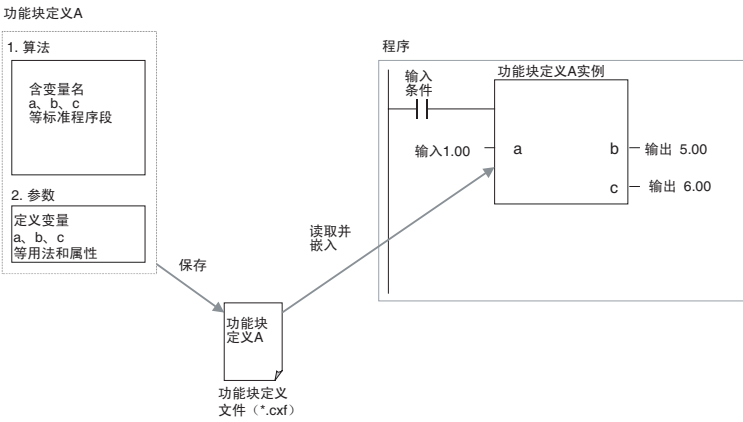 功能块定义A
1. 算法
含变量名
a、b、c
等标准程序段
2. 参数
定义变量
a、b、c
等用法和属性
保存
功能块
定义A
功能块定义
文件（*.cxf）
读取并
嵌入
程序
输入
条件
功能块定义A实例
输入1.00
a
b
输出 5.00
c
输出 6.00